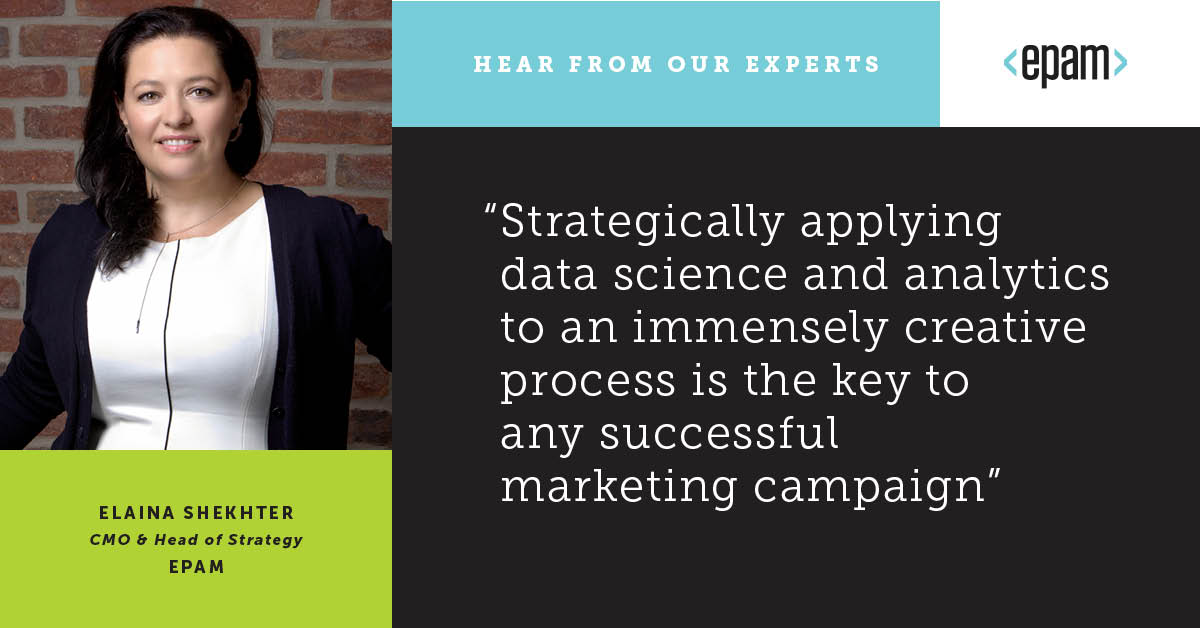 HEAR FROM OUR EXPERTS
<epam>
“Strategically applying
data science and analytics
to an immensely creative
process is the key to
any successful
marketing campaign”
ELAINA SHEKHTER
CMO & Head of Strategy
EPAM